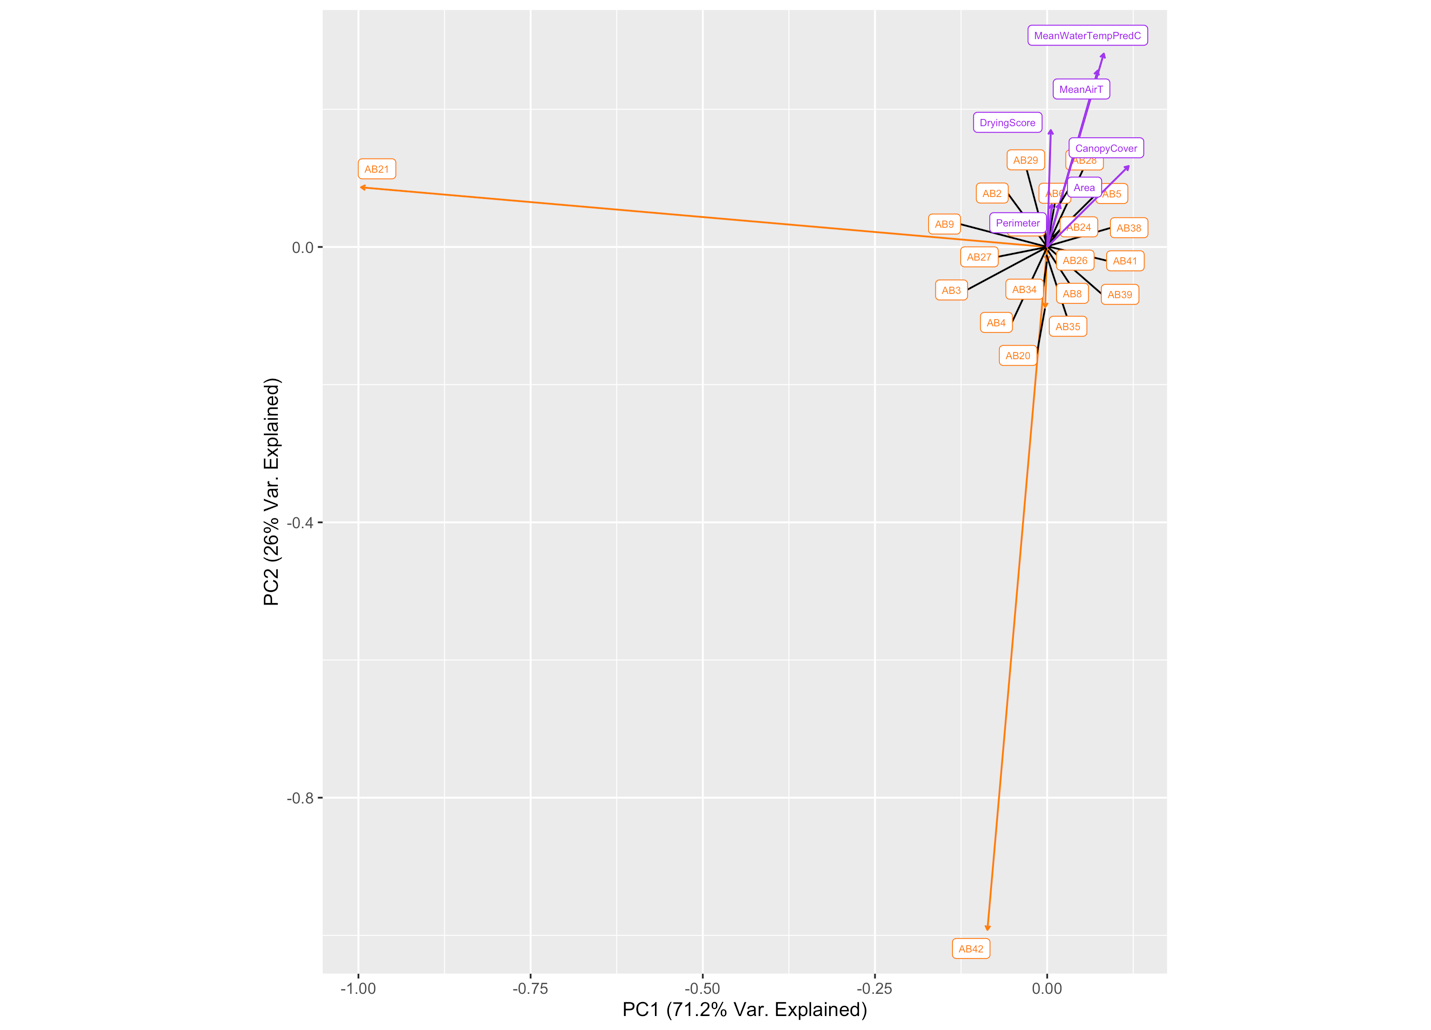 MeanWaterTempPredC
MeanAirT
DryingScore
CanopyCover
AB29
AB28
AB21
Area
AB2
AB5
Perimeter
AB9
AB24
AB38
0.0
AB27
AB26
AB41
AB3
AB34
AB8
AB39
AB4
AB35
AB20
-0.4
PC2 (26% Var. Explained)
-0.8
AB42
-1.00
-0.75
-0.50
-0.25
0.00
PC1 (71.2% Var. Explained)